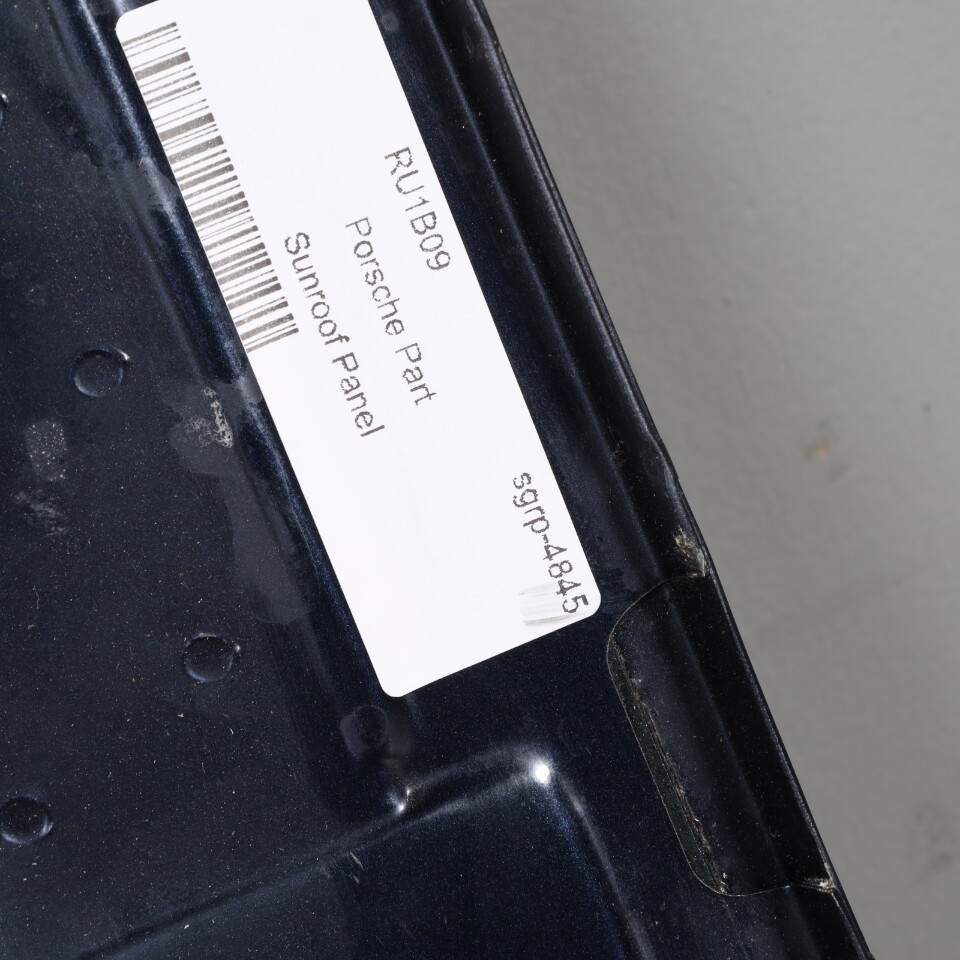 sgrp-4845
RU1B09
Porsche Part
Sunroof Panel